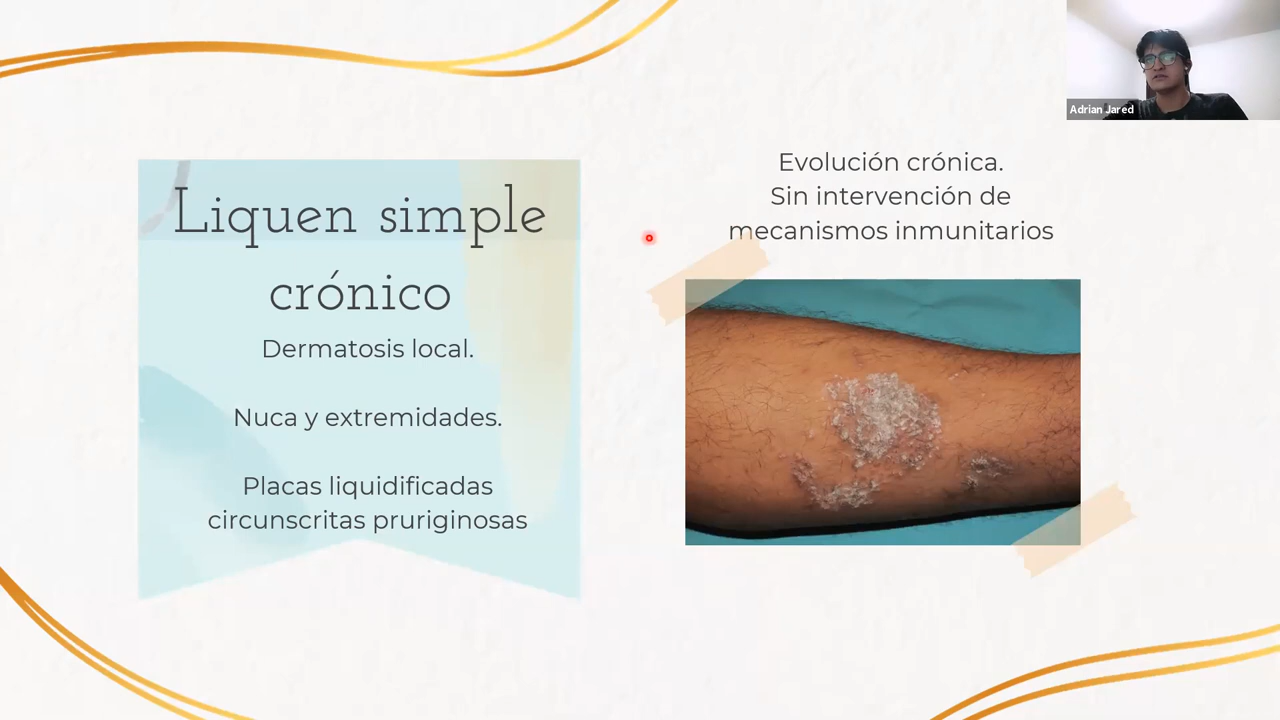 Liquen simple
crónico
Dermatosis local.
Nuca y extremidades.
Placas liquidificadas
circunscritas pruriginosas
Evolución crónica.
Sin intervención de
mecanismos inmunitarios
Adrian Jared